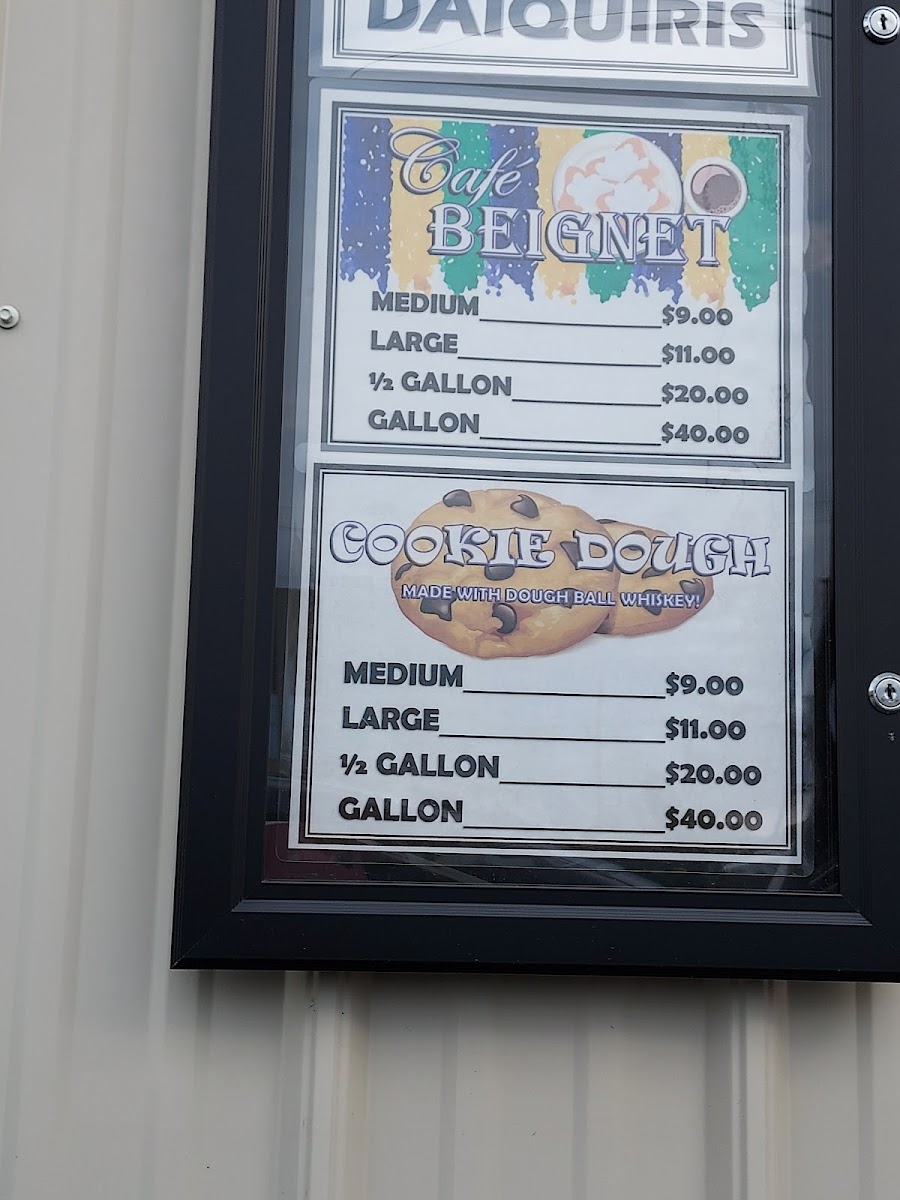 DAIQUIRIS
Café
BEIGNET
MEDIUM $9.00
LARGE $11.00
½ GALLON $20.00
GALLON $40.00
COOKIE DOUGH
MADE WITH DOUGH BALL WHISKEY!
MEDIUM $9.00
LARGE $11.00
½ GALLON $20.00
GALLON $40.00